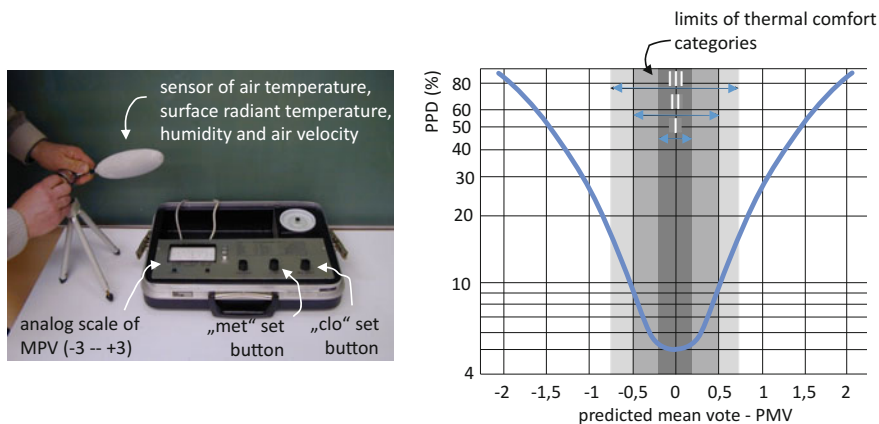 sensor of air temperature,
surface radiant temperature,
humidity and air velocity
analog scale of
MPV (-3 -- +3)
„met“ set
button
„clo“ set
button
limits of thermal comfort
categories
III
II
I
PPD (%)
80
60
50
40
30
20
10
4
-2 -1,5 -1 -0,5 0 0,5 1 1,5 2
predicted mean vote - PMV